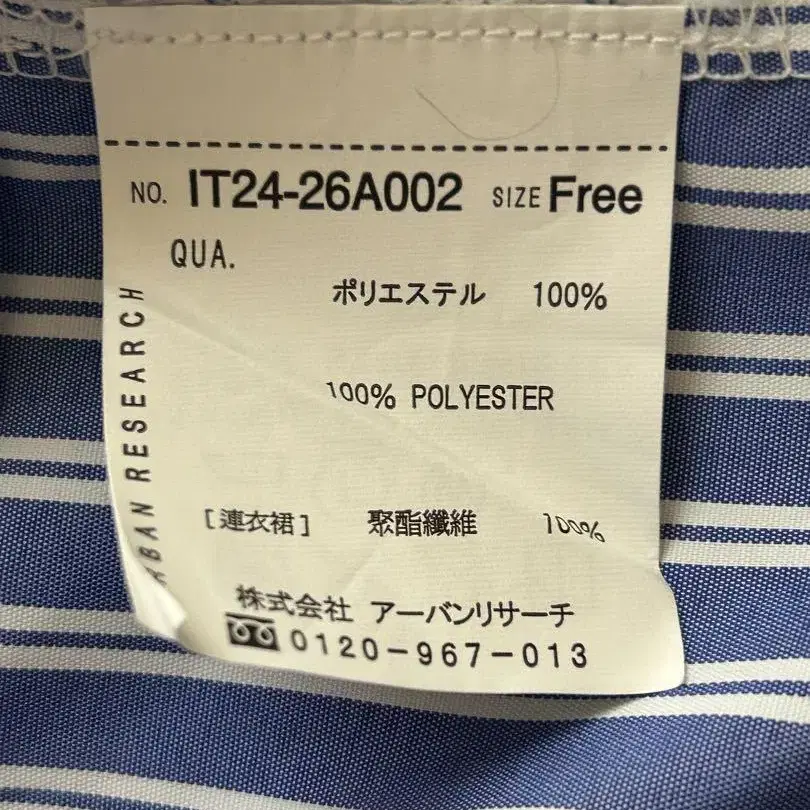 NO. IT24-26A002 SIZE Free
QUA.
ポリエステル 100%
100% POLYESTER
[連衣裙] 聚酯纖維 100%
株式会社 アーバンリサーチ
0120-967-013
RESEARCH